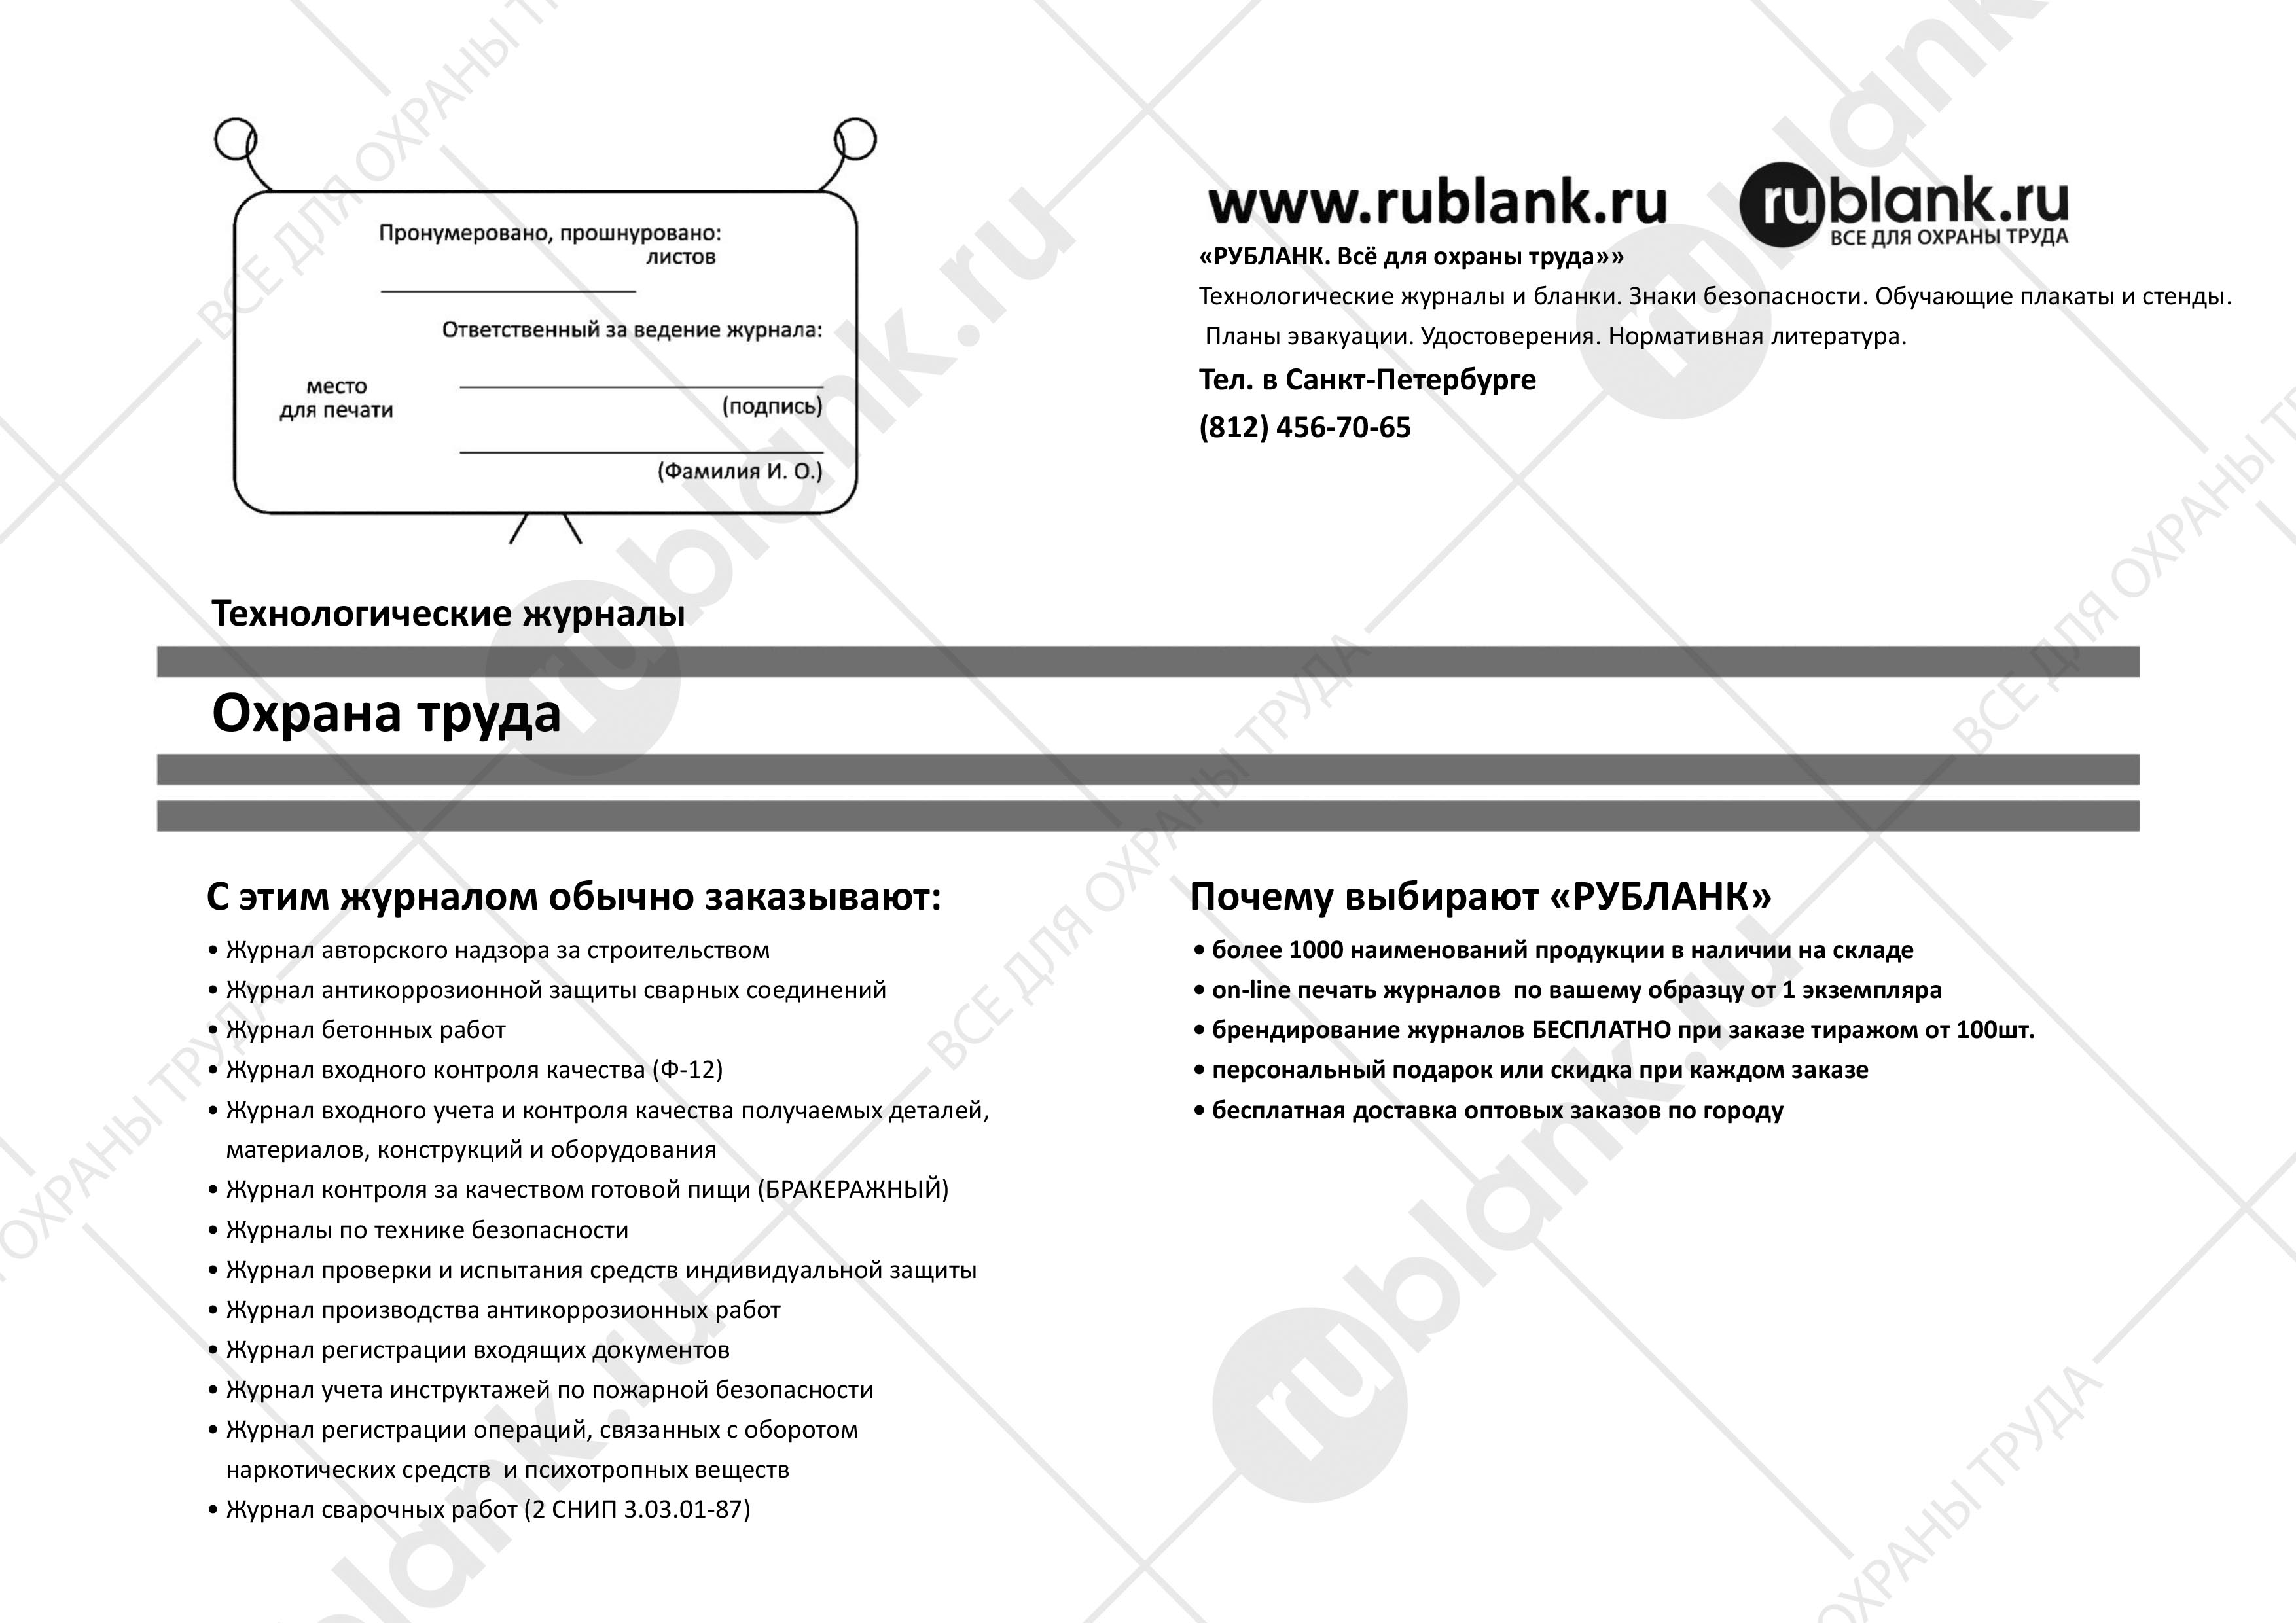 Пронумеровано, прошнуровано:
листов
Ответственный за ведение журнала:
место
для печати
(подпись)
(Фамилия И. О.)
www.rublank.ru
rublank.ru
ВСЕ ДЛЯ ОХРАНЫ ТРУДА
«РУБЛАНК. Всё для охраны труда»»
Технологические журналы и бланки. Знаки безопасности. Обучающие плакаты и стенды.
Планы эвакуации. Удостоверения. Нормативная литература.
Тел. в Санкт-Петербурге
(812) 456-70-65
Технологические журналы
Охрана труда
С этим журналом обычно заказывают:
• Журнал авторского надзора за строительством
• Журнал антикоррозионной защиты сварных соединений
• Журнал бетонных работ
• Журнал входного контроля качества (Ф-12)
• Журнал входного учета и контроля качества получаемых деталей,
материалов, конструкций и оборудования
• Журнал контроля за качеством готовой пищи (БРАКЕРАЖНЫЙ)
• Журналы по технике безопасности
• Журнал проверки и испытания средств индивидуальной защиты
• Журнал производства антикоррозионных работ
• Журнал регистрации входящих документов
• Журнал учета инструктажей по пожарной безопасности
• Журнал регистрации операций, связанных с оборотом
наркотических средств  и психотропных веществ
• Журнал сварочных работ (2 СНИП 3.03.01-87)
Почему выбирают «РУБЛАНК»
• более 1000 наименований продукции в наличии на складе
• on-line печать журналов  по вашему образцу от 1 экземпляра
• брендирование журналов БЕСПЛАТНО при заказе тиражом от 100шт.
• персональный подарок или скидка при каждом заказе
• бесплатная доставка оптовых заказов по городу
rublank.ru
ВСЕ ДЛЯ ОХРАНЫ ТРУДА